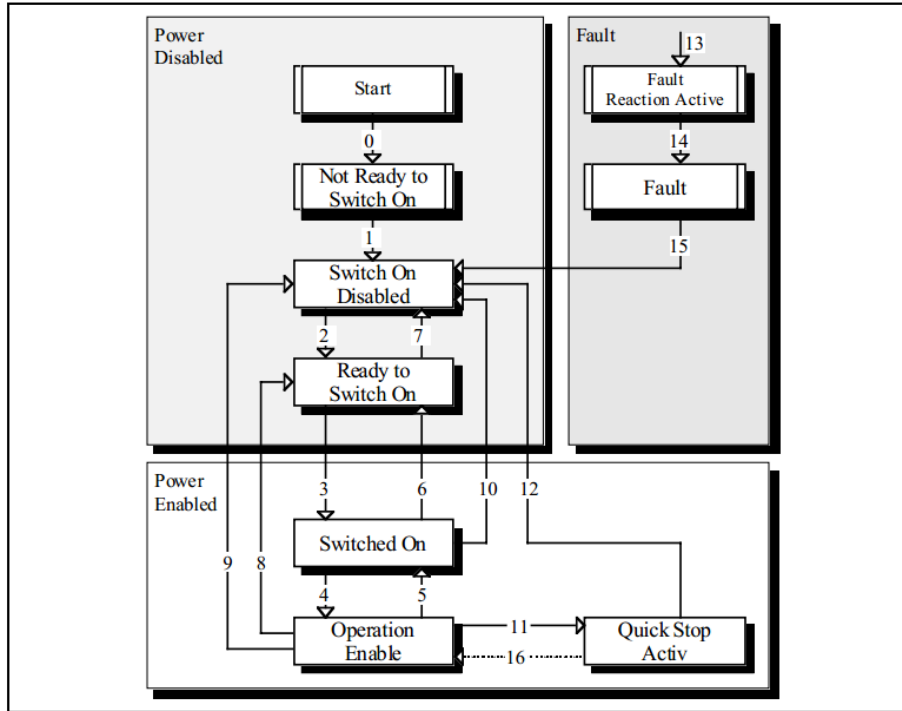 Power
Disabled
Start
0
Not Ready to
Switch On
1
Switch On
Disabled
2
7
Ready to
Switch On
Fault
13
Fault
Reaction Active
14
Fault
15
Power
Enabled
3
6
10
12
Switched On
9
8
4
5
Operation
Enable
11
16
Quick Stop
Activ